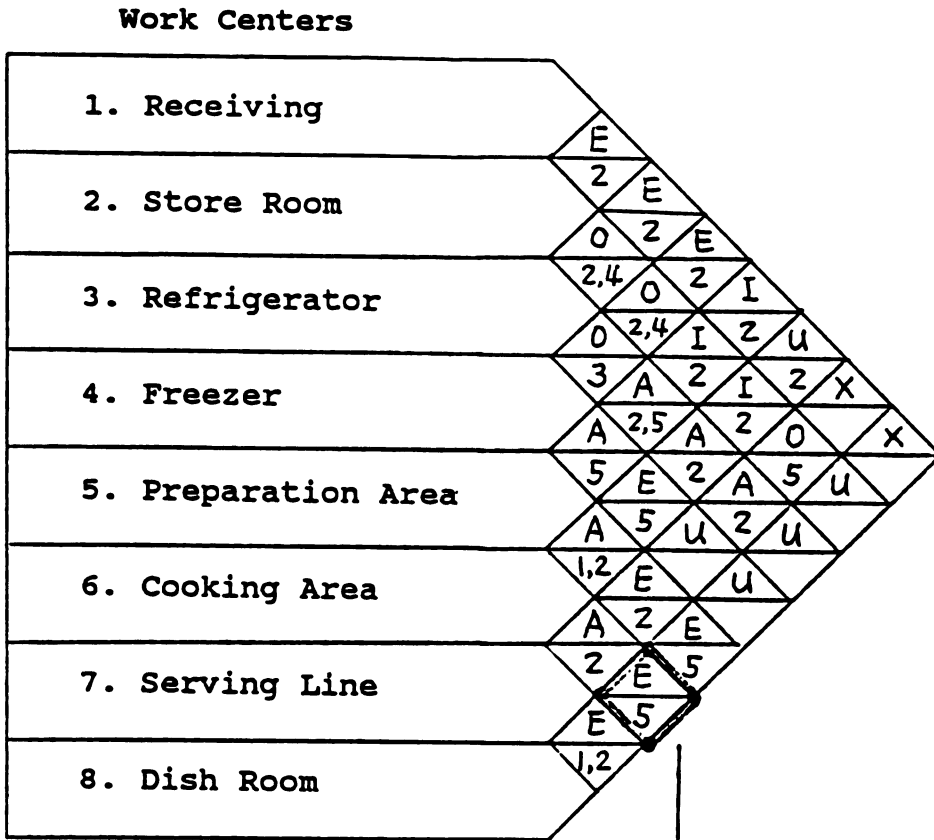 Work Centers
1. Receiving
E
2 E
2. Store Room
O 2 E
2,4 O 2 I
3. Refrigerator
O 2,4 I 2 U
3 A 2 I 2 X
4. Freezer
A 2,5 A 2 O X
5 E 2 A 5 U
5. Preparation Area
A 5 U 2 U
1,2 E U
6. Cooking Area
A 2 E
2 E 5
7. Serving Line
E 5
1,2
8. Dish Room